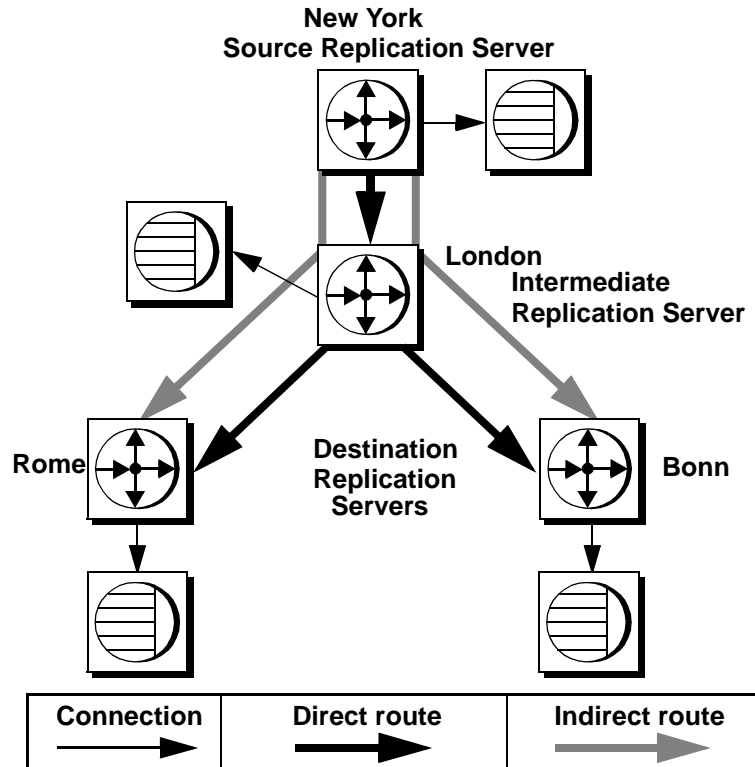 New York
Source Replication Server
London
Intermediate
Replication Server
Rome
Destination
Replication
Servers
Bonn
Connection
Direct route
Indirect route